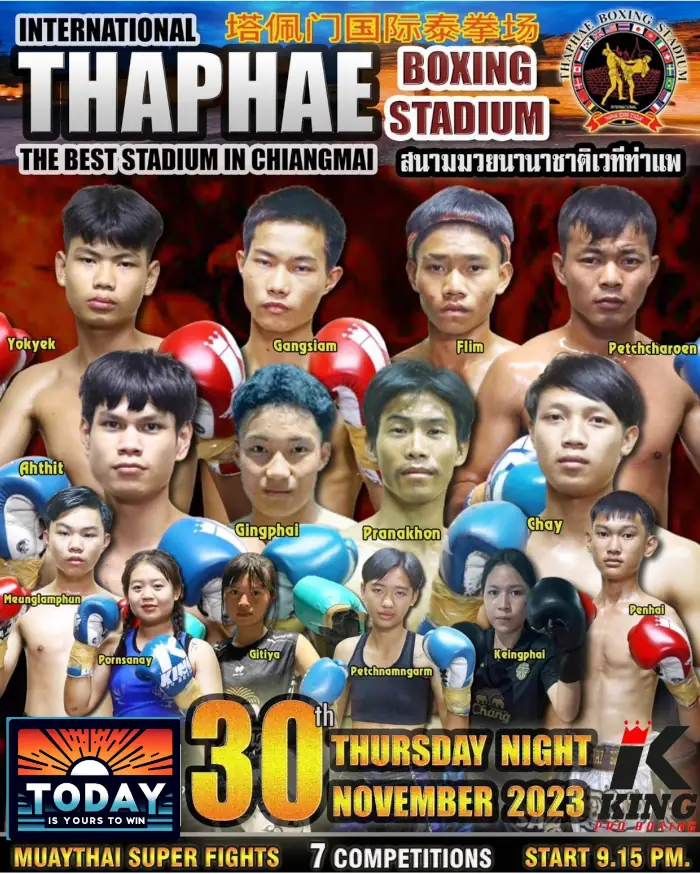 INTERNATIONAL
塔佩门国际泰拳场
THAPHAE
BOXING
STADIUM
THAPHAE BOXING STADIUM
INTERNATIONAL
THE BEST STADIUM IN CHIANGMAI
สนามมวยนานาชาติเวทีท่าแพ
Yokyek
Gangsiam
Flim
Petchcharoen
Ahthit
Gingphai
Pranakhon
Chay
Meunglamphun
Pornsanay
Gitiya
Petchnamngarm
Keingphai
Penhai
KING
Chang
TODAY
IS YOURS TO WIN
30th
THURSDAY NIGHT
NOVEMBER 2023
K
KING
PRO BOXING
MUAYTHAI SUPER FIGHTS
7 COMPETITIONS
START 9.15 PM.